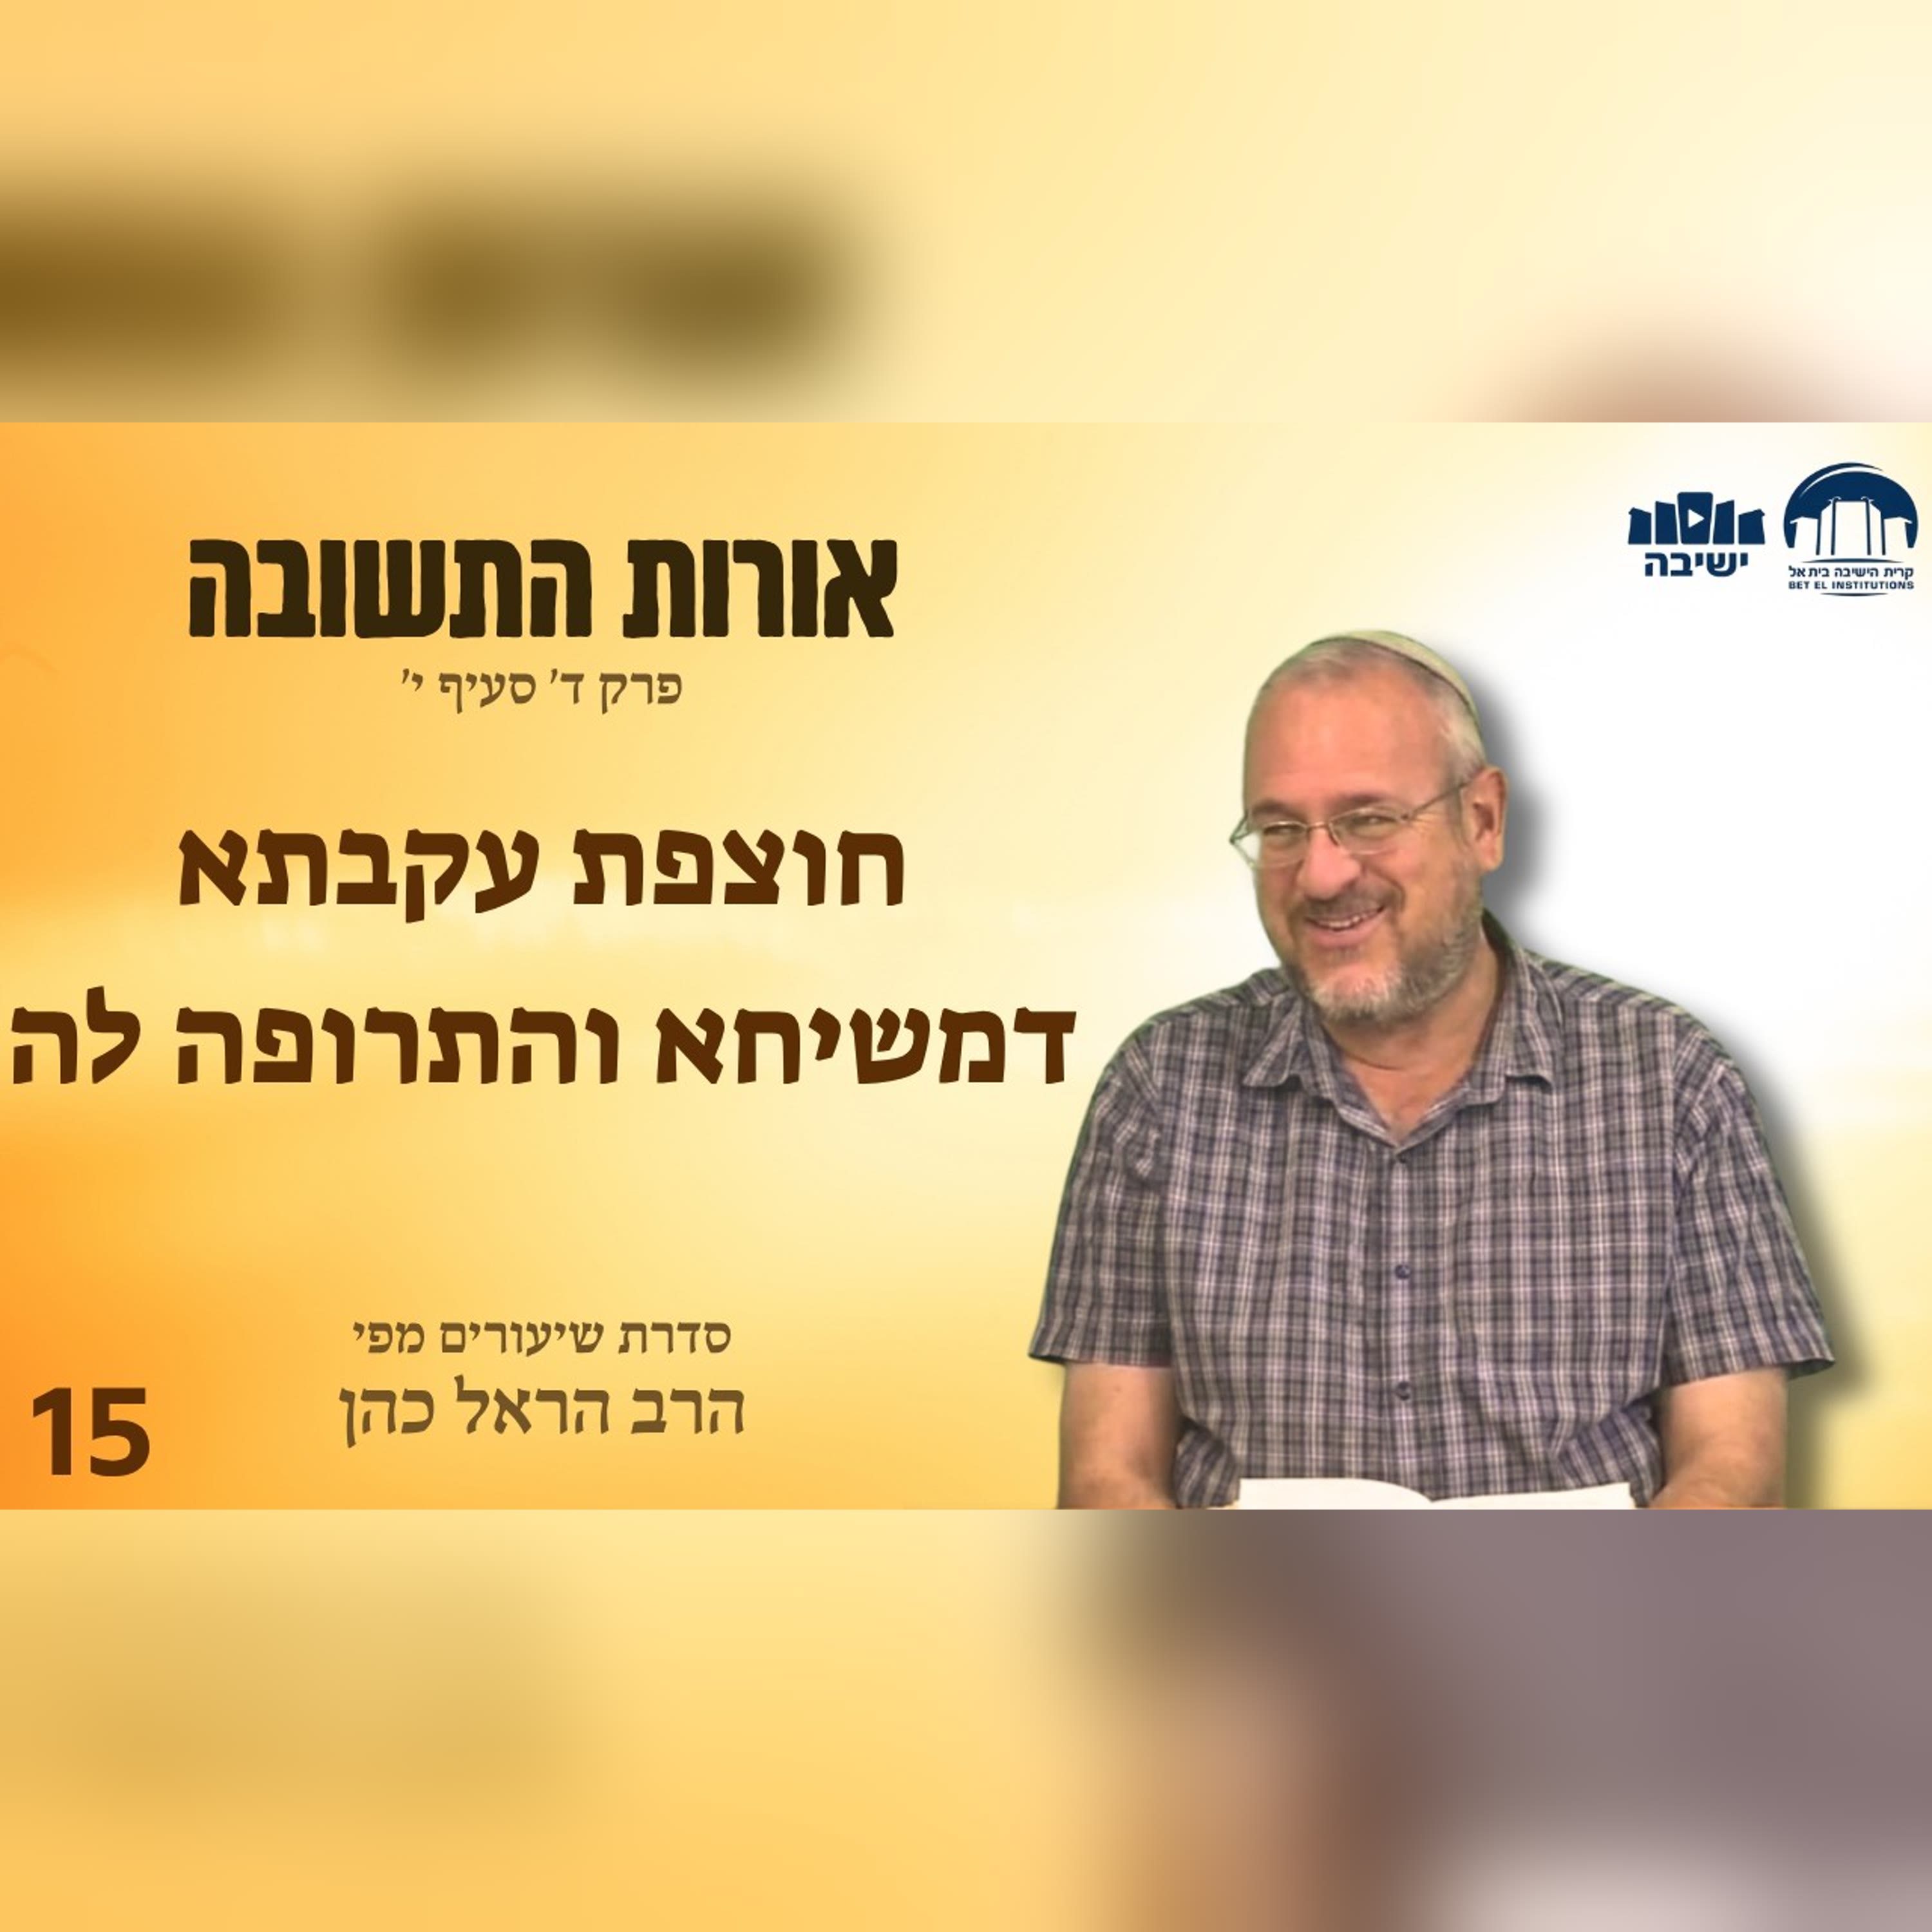 אורות התשובה
פרק ד' סעיף י'
חוצפת עקבתא
דמשיחא והתרופה לה
סדרת שיעורים מפי
הרב הראל כהן
15
ישיבה
קרית הישיבה בית אל
BET EL INSTITUTIONS